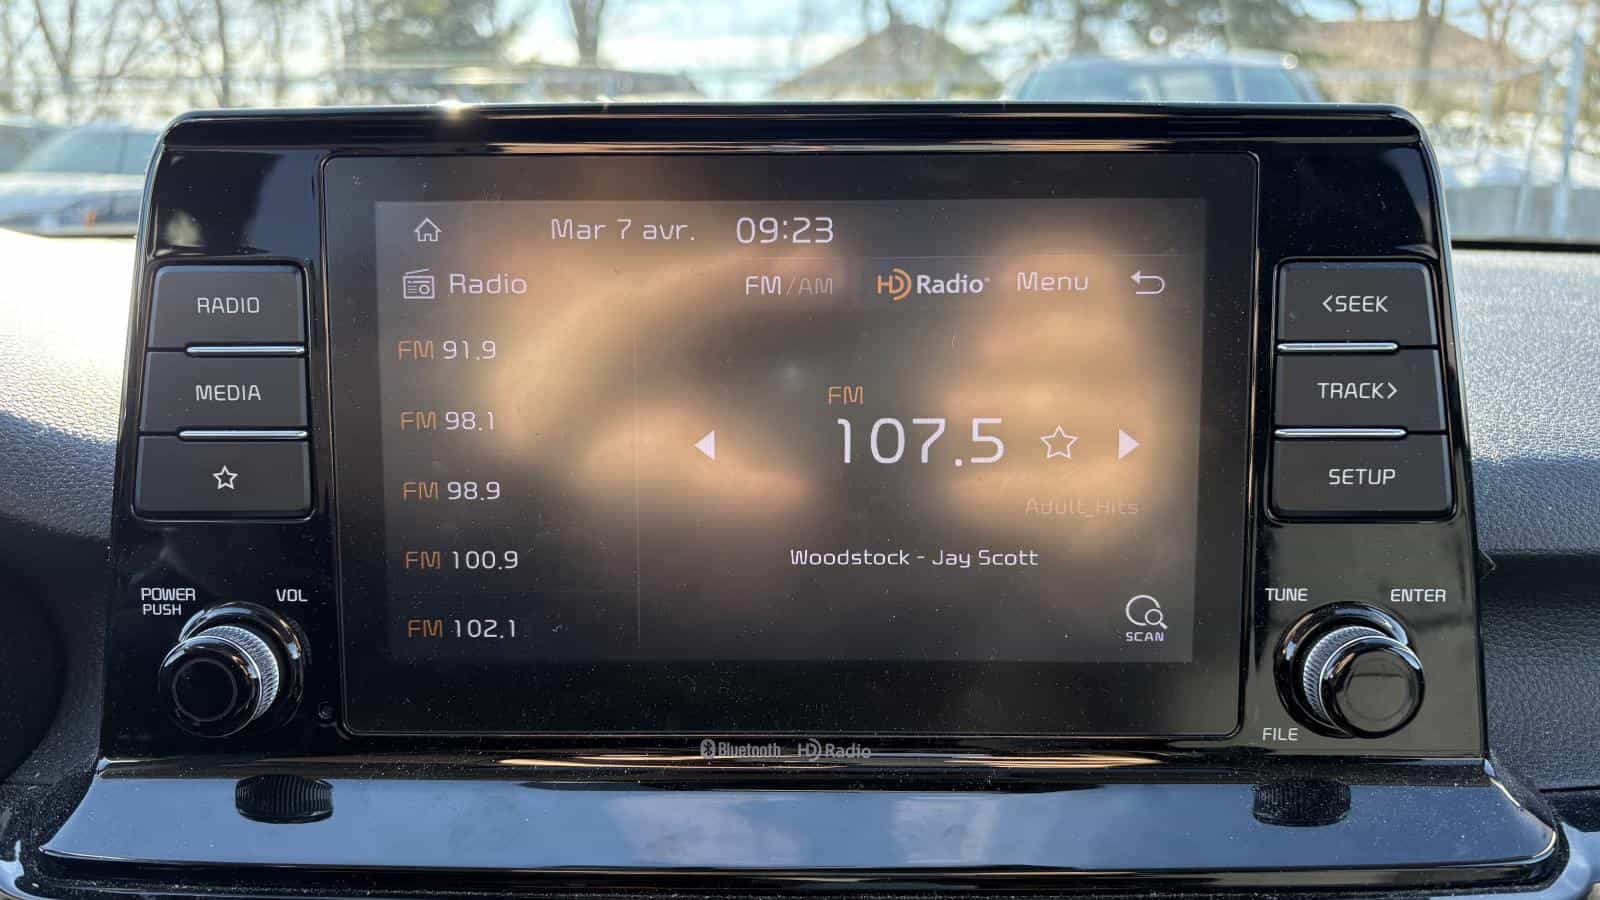 Mar 7 avr. 09:23
Radio FM/AM HD Radio® Menu
FM 91.9
FM 98.1
FM 98.9
FM 100.9
FM 102.1
FM
107.5
Adult_Hits
Woodstock - Jay Scott
SCAN
RADIO
MEDIA
POWER
PUSH
VOL
<SEEK
TRACK>
SETUP
TUNE
ENTER
FILE
Bluetooth HD Radio